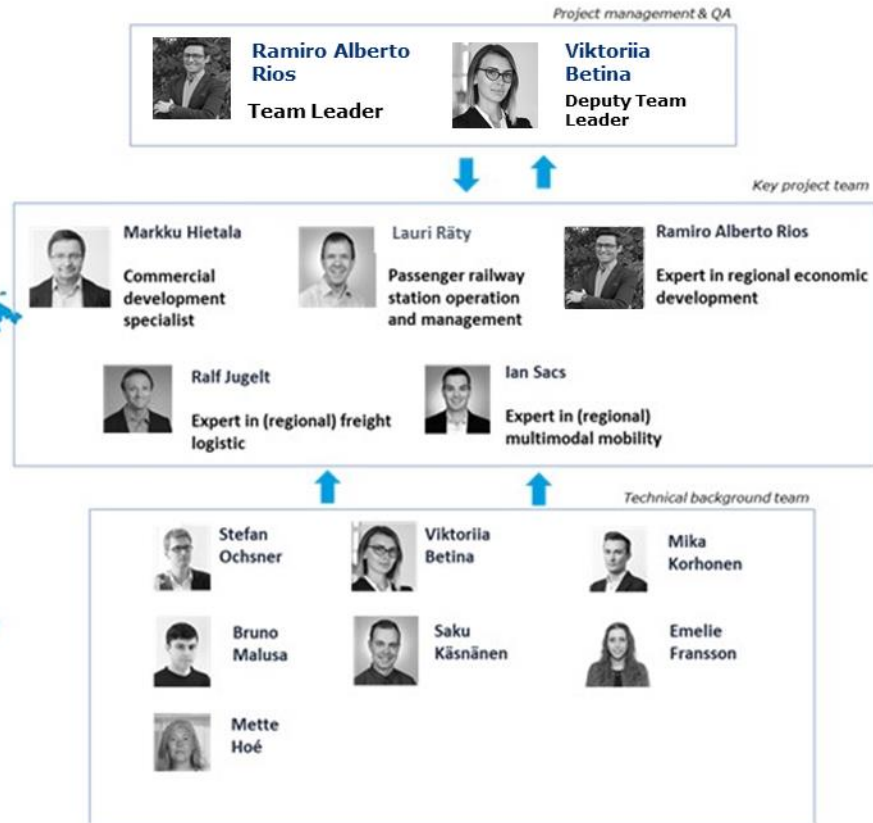 Project management & QA
Ramiro Alberto
Rios
Team Leader
Viktoriia
Betina
Deputy Team
Leader
Key project team
Markku Hietala
Commercial
development
specialist
Lauri Räty
Passenger railway
station operation
and management
Ramiro Alberto Rios
Expert in regional economic
development
Ralf Jugelt
Expert in (regional) freight
logistic
Ian Sacs
Expert in (regional)
multimodal mobility
Technical background team
Stefan
Ochsner
Viktoriia
Betina
Mika
Korhonen
Bruno
Malusa
Saku
Käsnänen
Emelie
Fransson
Mette
Hoé